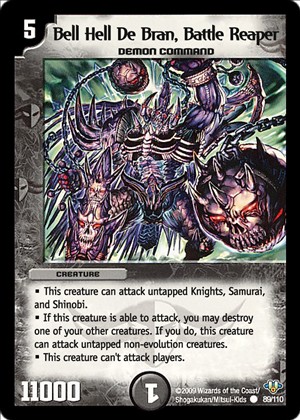 5
Bell Hell De Bran, Battle Reaper
DEMON COMMAND
CREATURE
▪ This creature can attack untapped Knights, Samurai,
and Shinobi.
▪ If this creature is able to attack, you may destroy
one of your other creatures. If you do, this creature
can attack untapped non-evolution creatures.
▪ This creature can't attack players.
11000
1
©2009 Wizards of the Coast/
Shogakukan/Mitsui-Kids
89/110